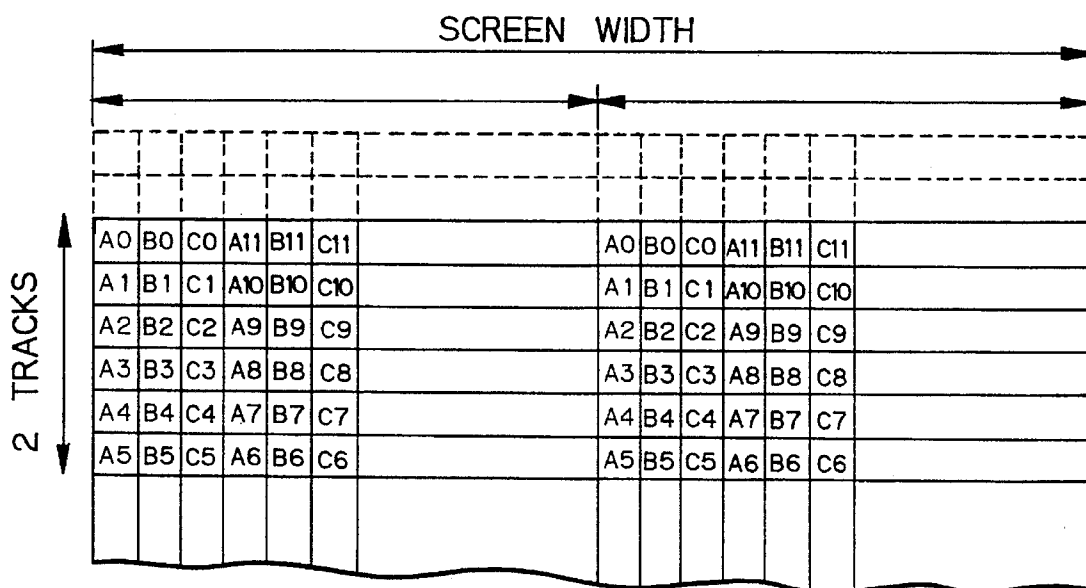 SCREEN WIDTH
2 TRACKS
A0 B0 C0 A11 B11 C11 A0 B0 C0 A11 B11 C11
A1 B1 C1 A10 B10 C10 A1 B1 C1 A10 B10 C10
A2 B2 C2 A9 B9 C9 A2 B2 C2 A9 B9 C9
A3 B3 C3 A8 B8 C8 A3 B3 C3 A8 B8 C8
A4 B4 C4 A7 B7 C7 A4 B4 C4 A7 B7 C7
A5 B5 C5 A6 B6 C6 A5 B5 C5 A6 B6 C6